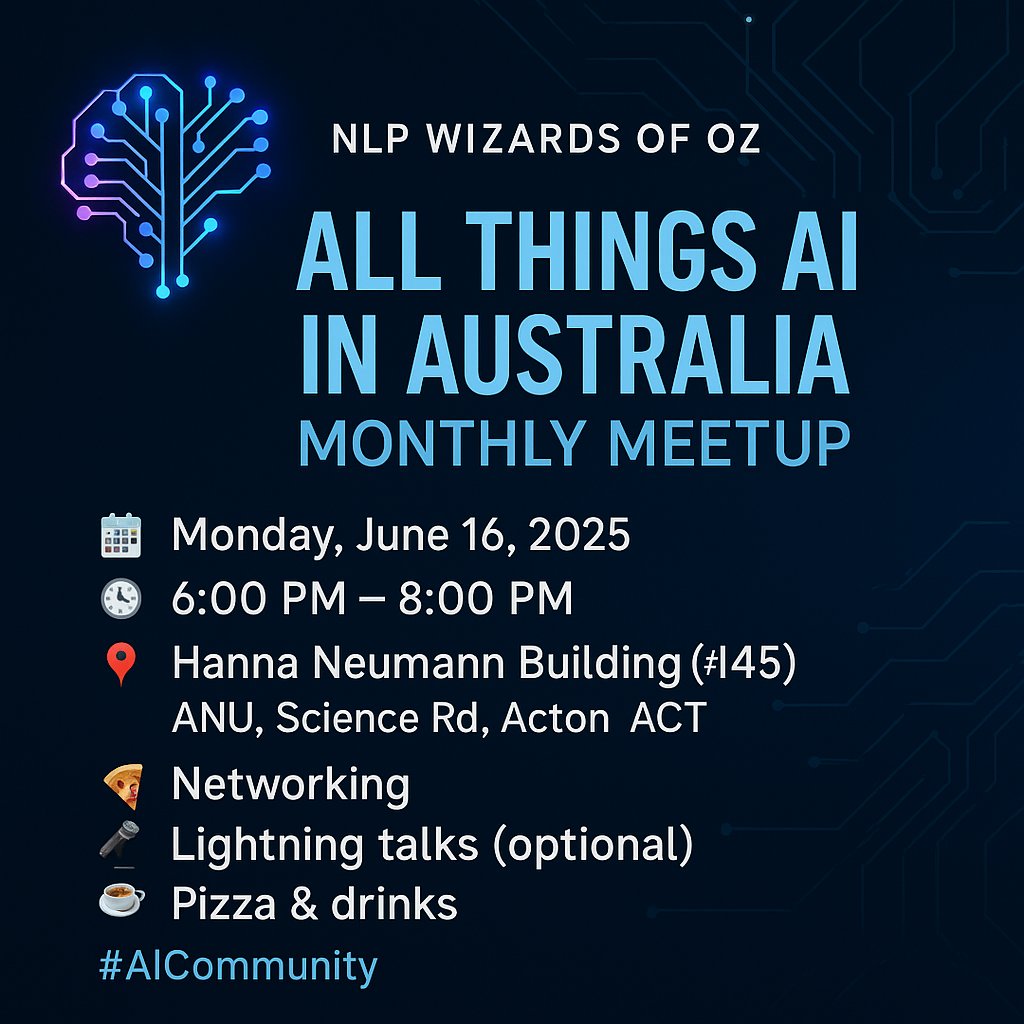 NLP WIZARDS OF OZ
ALL THINGS AI
IN AUSTRALIA
MONTHLY MEETUP
Monday, June 16, 2025
6:00 PM – 8:00 PM
Hanna Neumann Building (#145)
ANU, Science Rd, Acton ACT
Networking
Lightning talks (optional)
Pizza & drinks
#AICommunity